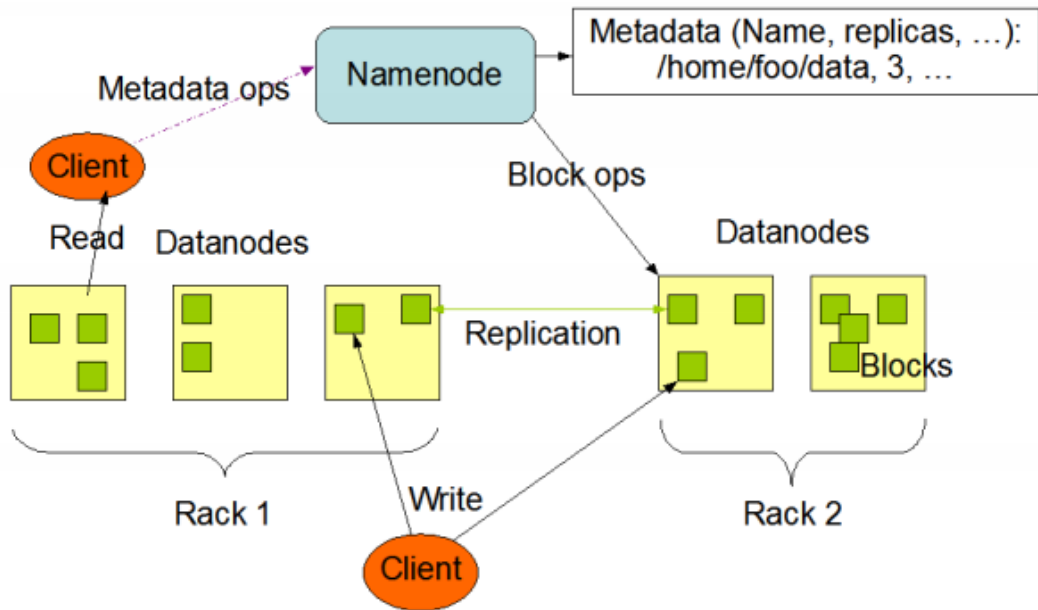 Metadata (Name, replicas, …):
/home/foo/data, 3, …
Namenode
Metadata ops
Client
Block ops
Read
Datanodes
Datanodes
Replication
Blocks
Rack 1
Write
Rack 2
Client